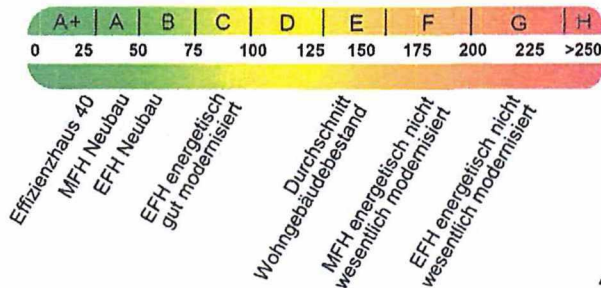 A+ A B C D E F G H
0 25 50 75 100 125 150 175 200 225 >250
Effizienzhaus 40
MFH Neubau
EFH Neubau
EFH energetisch
gut modernisiert
Durchschnitt
Wohngebäudebestand
MFH energetisch nicht
wesentlich modernisiert
EFH energetisch nicht
wesentlich modernisiert